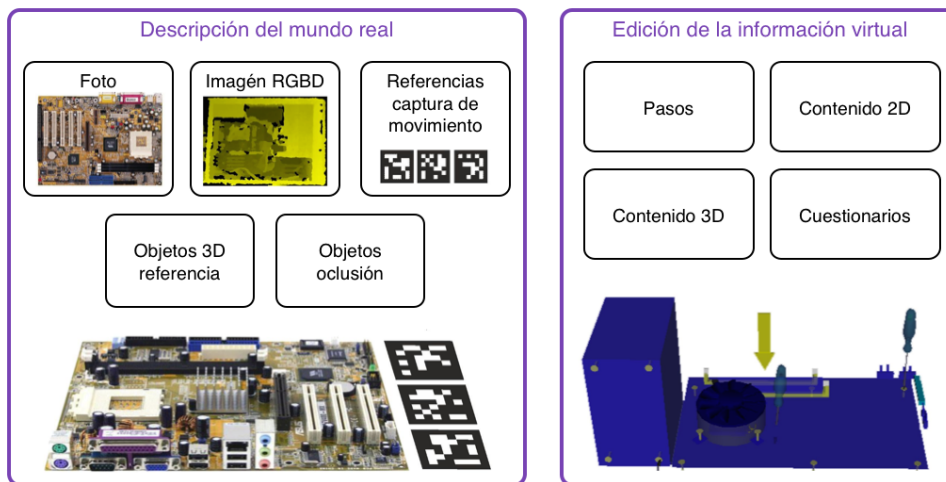 Descripción del mundo real
Foto
Imagén RGBD
Referencias
captura de
movimiento
Objetos 3D
referencia
Objetos
oclusión
Edición de la información virtual
Pasos
Contenido 2D
Contenido 3D
Cuestionarios